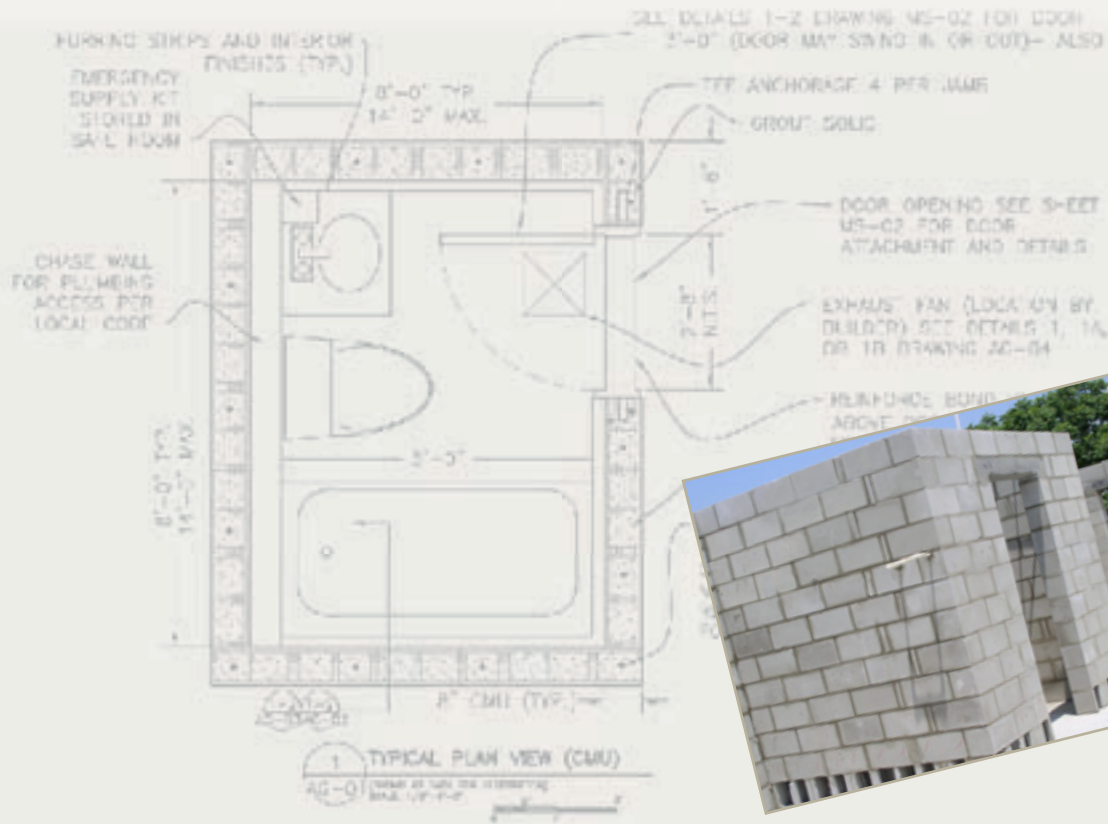 SEE DETAILS 1-2 DRAWING MS-02 FOR DOOR
3'-0" (DOOR MAY SWING IN OR OUT)- ALSO
FURRING STRIPS AND INTERIOR
FINISHES (TYP.)
EMERGENCY
SUPPLY KIT
STORED IN
SAFE ROOM
8'-0" TYP.
14'-0" MAX.
TEE ANCHORAGE 4 PER JAMB
GROUT SOLID
DOOR OPENING SEE SHEET
MS-02 FOR DOOR
ATTACHMENT AND DETAILS
CHASE WALL
FOR PLUMBING
ACCESS PER
LOCAL CODE
N.T.S.
EXHAUST FAN (LOCATION BY
BUILDER) SEE DETAILS 1, 1A,
OR 1B DRAWING AG-04
REINFORCE BOND
ABOVE
8'-0" TYP.
14'-0" MAX.
5'-0"
8" CMU (TYP.)
1
TYPICAL PLAN VIEW (CMU)